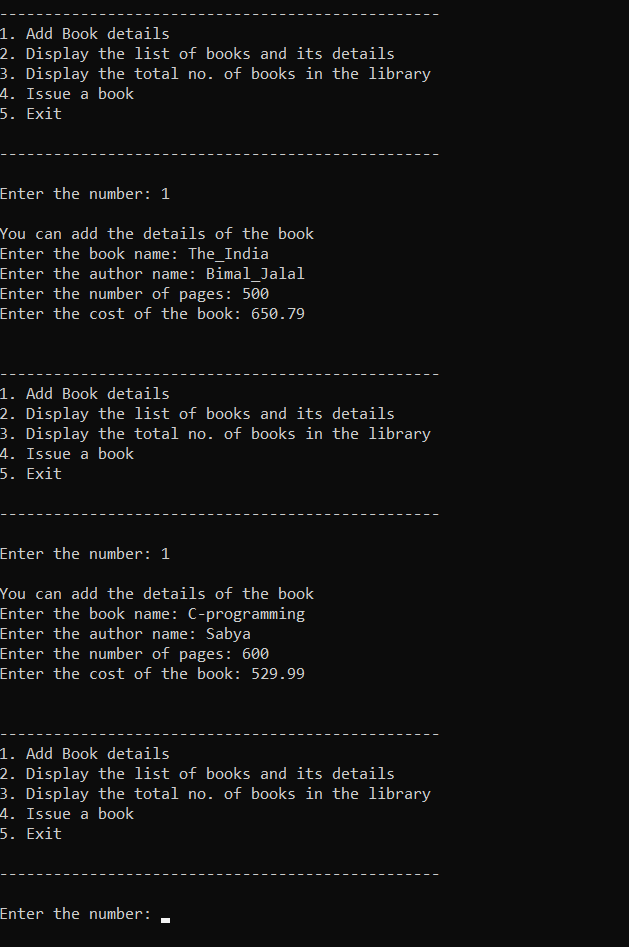 -------------------------------------------------
1. Add Book details
2. Display the list of books and its details
3. Display the total no. of books in the library
4. Issue a book
5. Exit
-------------------------------------------------
Enter the number: 1
You can add the details of the book
Enter the book name: The_India
Enter the author name: Bimal_Jalal
Enter the number of pages: 500
Enter the cost of the book: 650.79
-------------------------------------------------
1. Add Book details
2. Display the list of books and its details
3. Display the total no. of books in the library
4. Issue a book
5. Exit
-------------------------------------------------
Enter the number: 1
You can add the details of the book
Enter the book name: C-programming
Enter the author name: Sabya
Enter the number of pages: 600
Enter the cost of the book: 529.99
-------------------------------------------------
1. Add Book details
2. Display the list of books and its details
3. Display the total no. of books in the library
4. Issue a book
5. Exit
-------------------------------------------------
Enter the number: